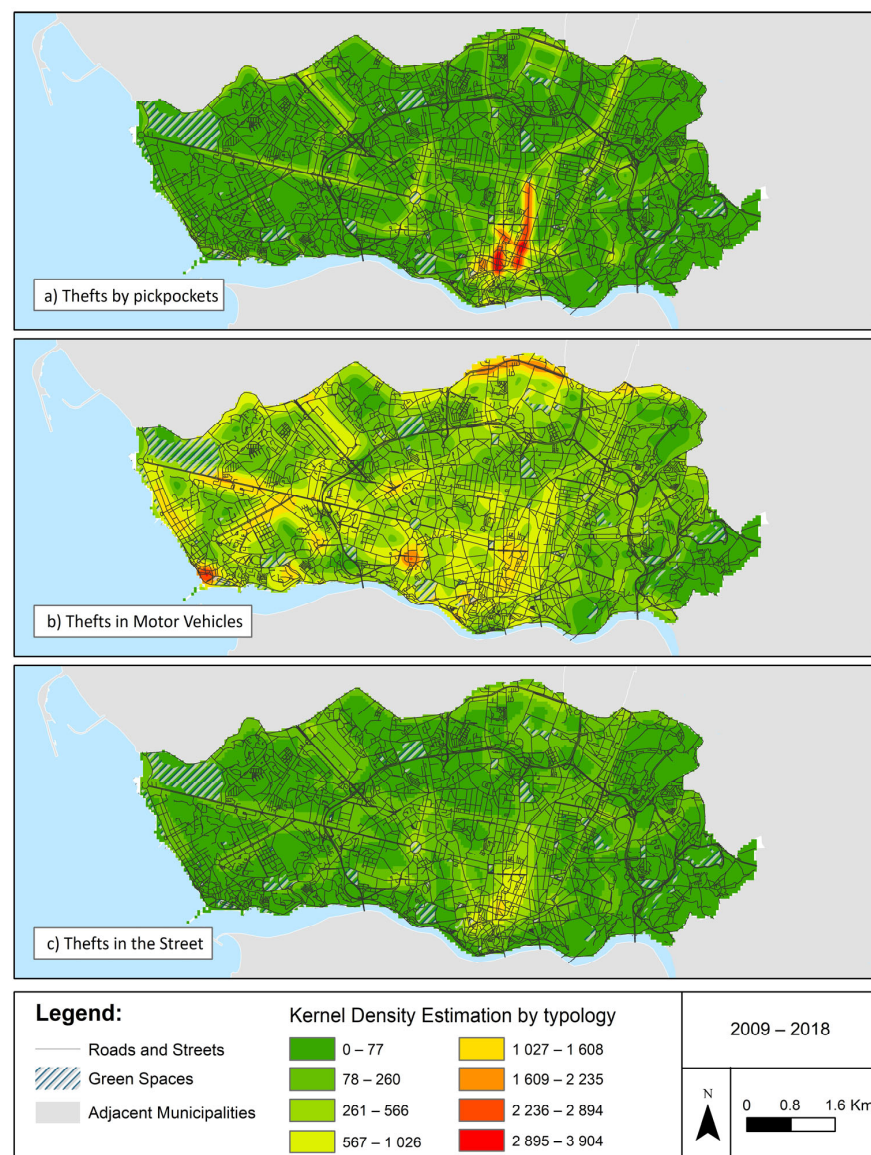 a) Thefts by pickpockets
b) Thefts in Motor Vehicles
c) Thefts in the Street
Legend:
Roads and Streets
Green Spaces
Adjacent Municipalities
Kernel Density Estimation by typology
0 – 77
78 – 260
261 – 566
567 – 1 026
1 027 – 1 608
1 609 – 2 235
2 236 – 2 894
2 895 – 3 904
2009 – 2018
N
0 0.8 1.6 Km